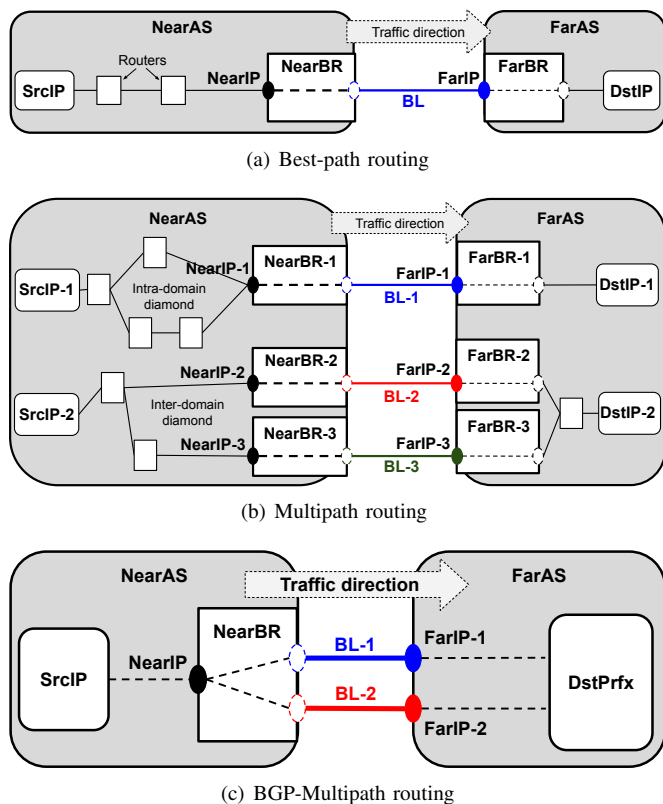 NearAS
Traffic direction
FarAS
Routers
NearIP
NearBR
FarIP
FarBR
SrcIP
BL
DstIP
(a) Best-path routing
NearAS
Traffic direction
FarAS
NearIP-1
NearBR-1
FarIP-1
FarBR-1
SrcIP-1
Intra-domain
diamond
BL-1
DstIP-1
NearIP-2
NearBR-2
FarIP-2
FarBR-2
SrcIP-2
Inter-domain
diamond
BL-2
DstIP-2
NearIP-3
NearBR-3
FarIP-3
FarBR-3
BL-3
(b) Multipath routing
NearAS
Traffic direction
FarAS
NearBR
BL-1
FarIP-1
SrcIP
NearIP
DstPrfx
BL-2
FarIP-2
(c) BGP-Multipath routing